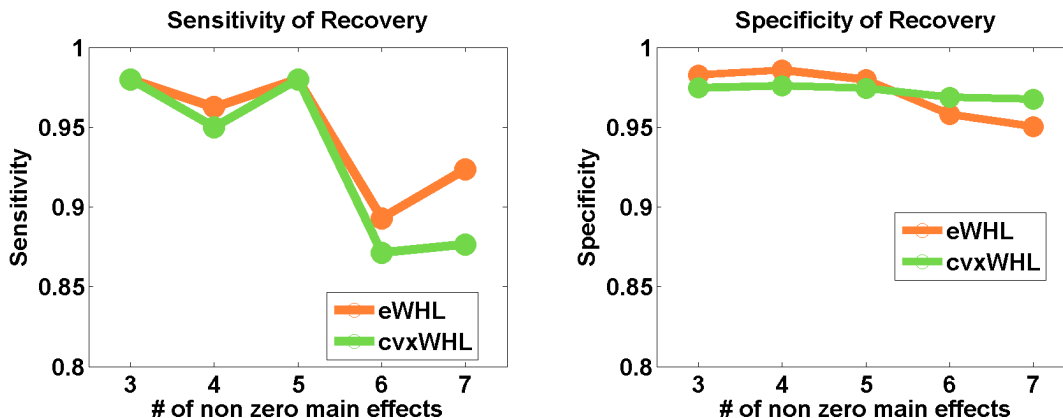 Sensitivity of Recovery
1
0.95
0.9
0.85
0.8
Sensitivity
eWHL
cvxWHL
3 4 5 6 7
# of non zero main effects
Specificity of Recovery
1
0.95
0.9
0.85
0.8
Specificity
eWHL
cvxWHL
3 4 5 6 7
# of non zero main effects